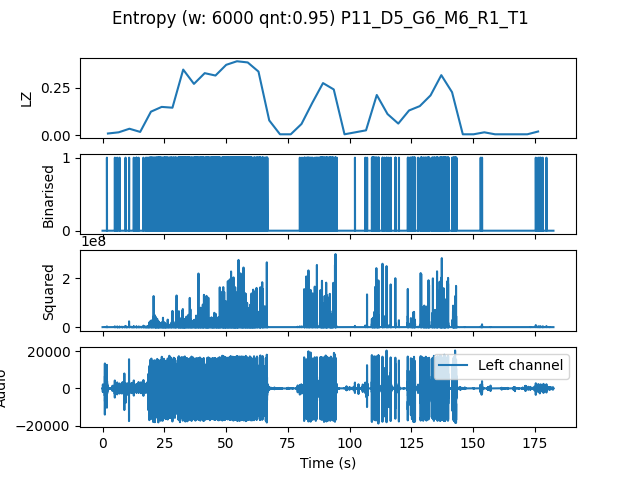 Entropy (w: 6000 qnt:0.95) P11_D5_G6_M6_R1_T1
0.25
0.00
LZ
1
0
Binarised
1e8
2
0
Squared
20000
0
−20000
Audio
Left channel
0 25 50 75 100 125 150 175
Time (s)